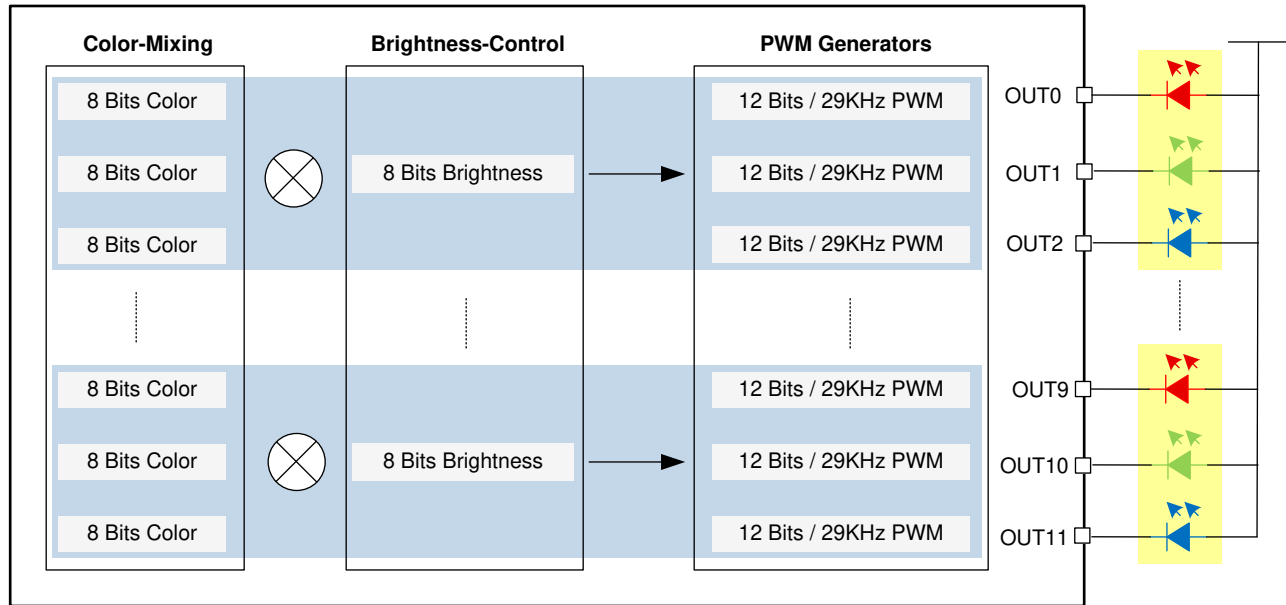 Color-Mixing Brightness-Control PWM Generators
8 Bits Color 12 Bits / 29KHz PWM OUT0
8 Bits Color 8 Bits Brightness 12 Bits / 29KHz PWM OUT1
8 Bits Color 12 Bits / 29KHz PWM OUT2
8 Bits Color 12 Bits / 29KHz PWM OUT9
8 Bits Color 8 Bits Brightness 12 Bits / 29KHz PWM OUT10
8 Bits Color 12 Bits / 29KHz PWM OUT11